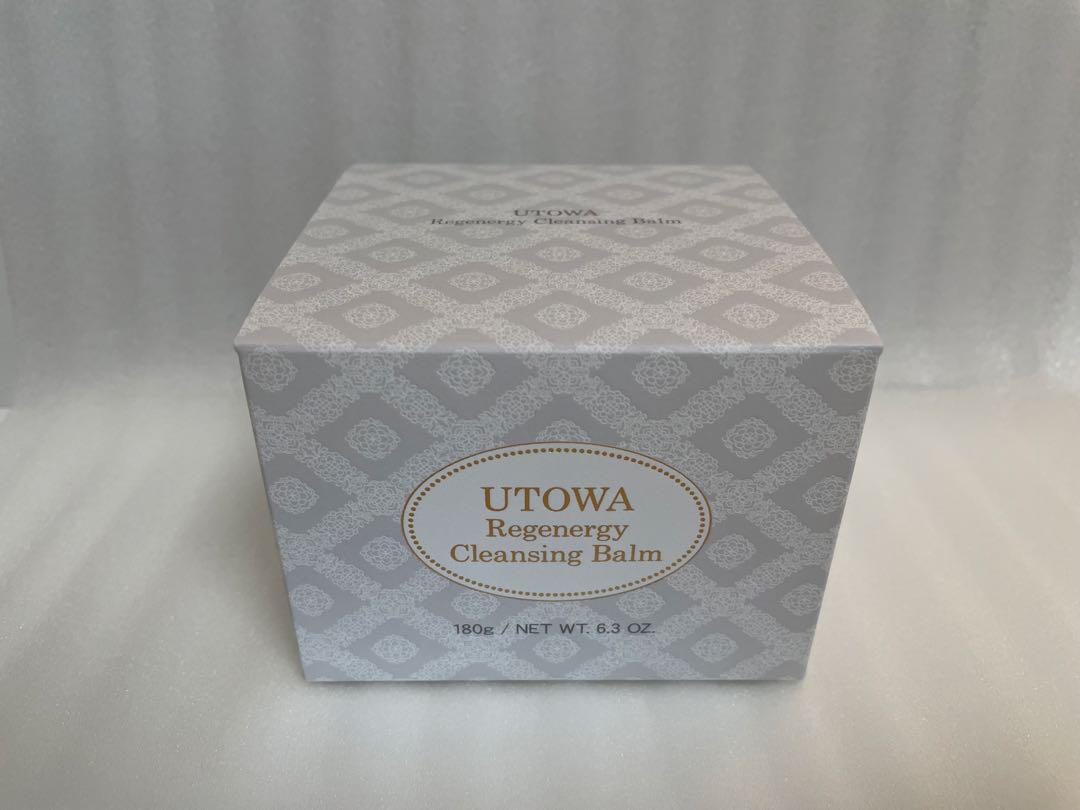 UTOWA
Regenergy Cleansing Balm
UTOWA
Regenergy
Cleansing Balm
180g / NET WT. 6.3 OZ.